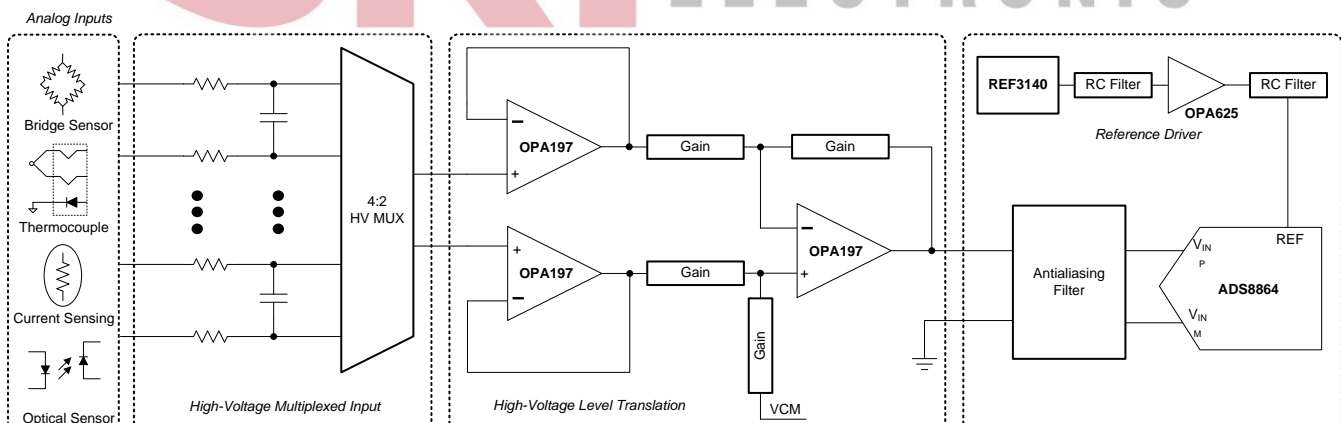 ELECTRONIC
Analog Inputs
Bridge Sensor
Thermocouple
Current Sensing
Optical Sensor
4:2
HV MUX
High-Voltage Multiplexed Input
OPA197
OPA197
Gain
Gain
Gain
Gain
VCM
OPA197
High-Voltage Level Translation
REF3140
RC Filter
OPA625
RC Filter
Reference Driver
Antialiasing
Filter
VIN
P
REF
ADS8864
VIN
M